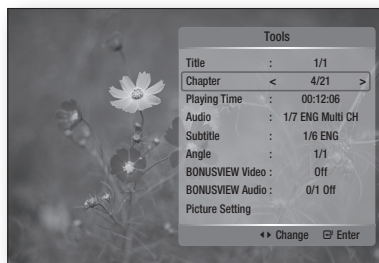 Tools
Title : 1/1
Chapter < 4/21 >
Playing Time : 00:12:06
Audio : 1/7 ENG Multi CH
Subtitle : 1/6 ENG
Angle : 1/1
BONUSVIEW Video : Off
BONUSVIEW Audio : 0/1 Off
Picture Setting
Change Enter